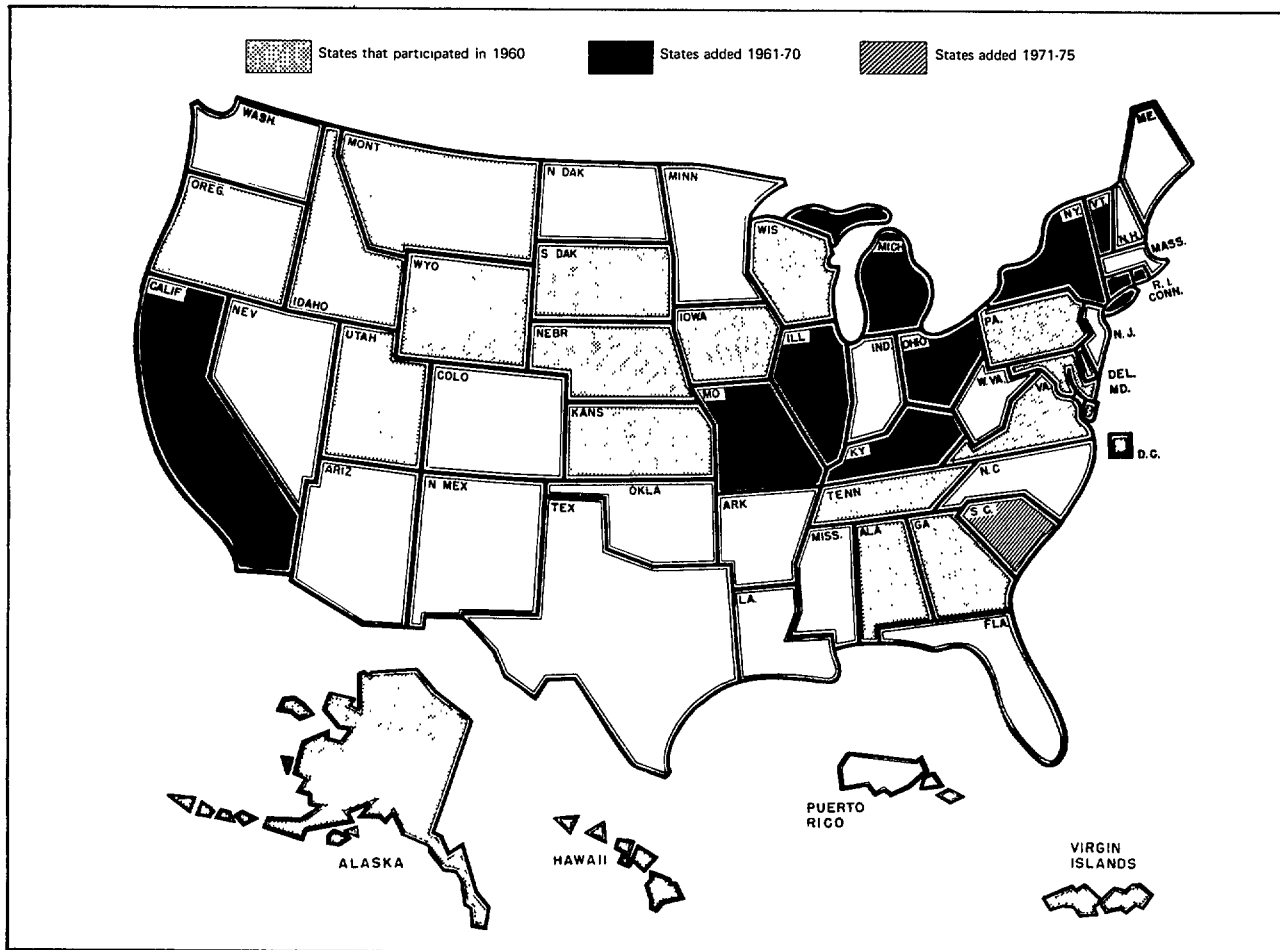 States that participated in 1960
States added 1961-70
States added 1971-75
WASH.
MONT
N DAK
MINN
ME.
OREG.
IDAHO
WYO
S DAK
WIS
MICH
NY.
VT.
N.H.
MASS.
R. I.
CONN.
CALIF
NEV
UTAH
COLO
NEBR
IOWA
ILL
IND.
OHIO
PA.
N. J.
DEL.
MD.
W. VA.
VA.
D.C.
KANS
MO
KY
ARIZ
N MEX
OKLA
TEX
ARK
TENN
N.C
S C.
MISS.
ALA
GA
LA.
FLA.
ALASKA
HAWAII
PUERTO
RICO
VIRGIN
ISLANDS